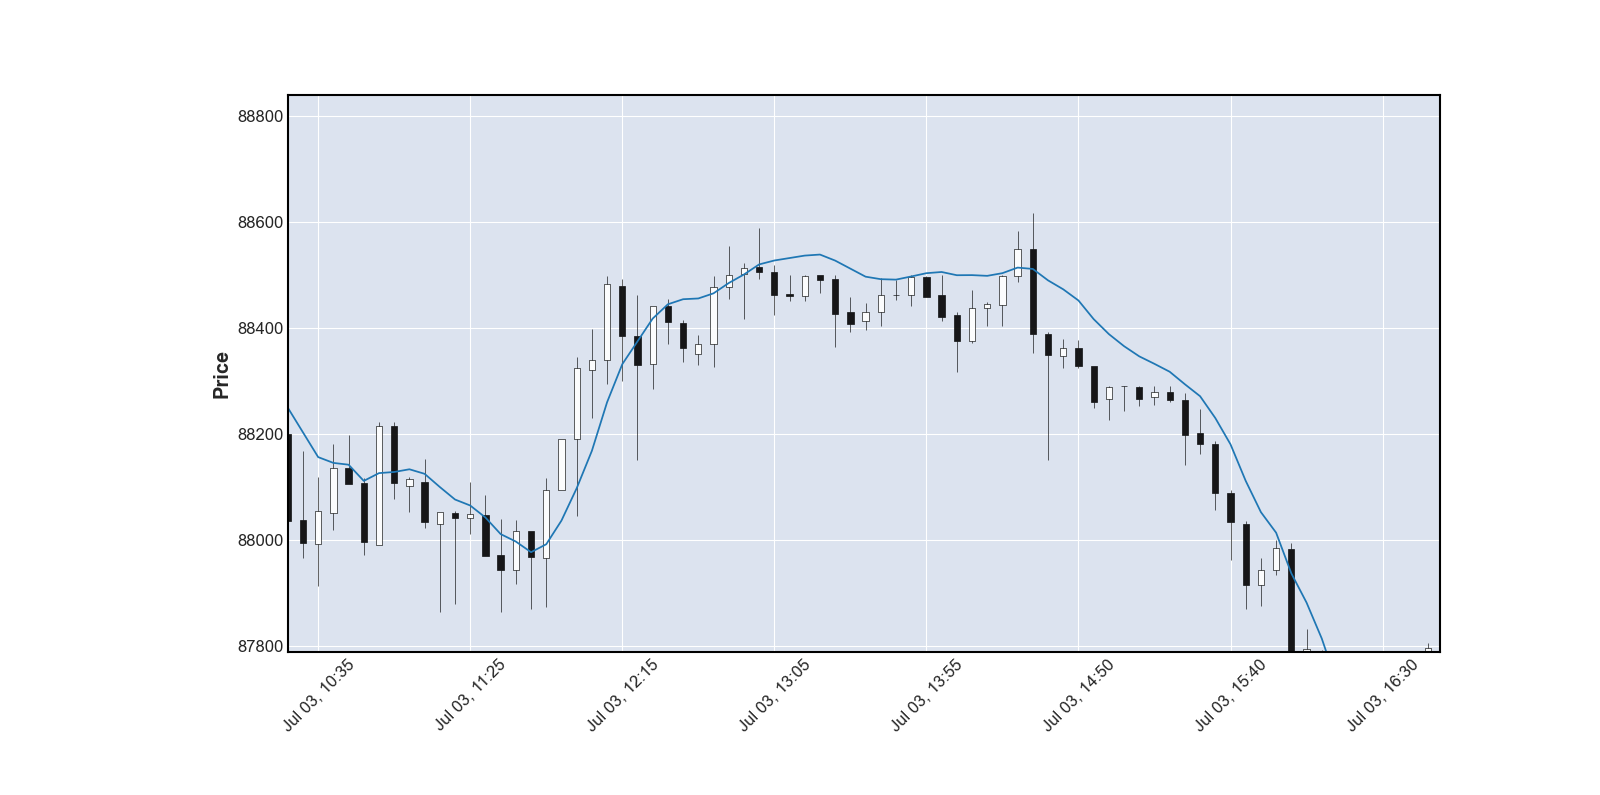 88800
88600
88400
88200
88000
87800
Price
Jul 03, 10:35
Jul 03, 11:25
Jul 03, 12:15
Jul 03, 13:05
Jul 03, 13:55
Jul 03, 14:50
Jul 03, 15:40
Jul 03, 16:30